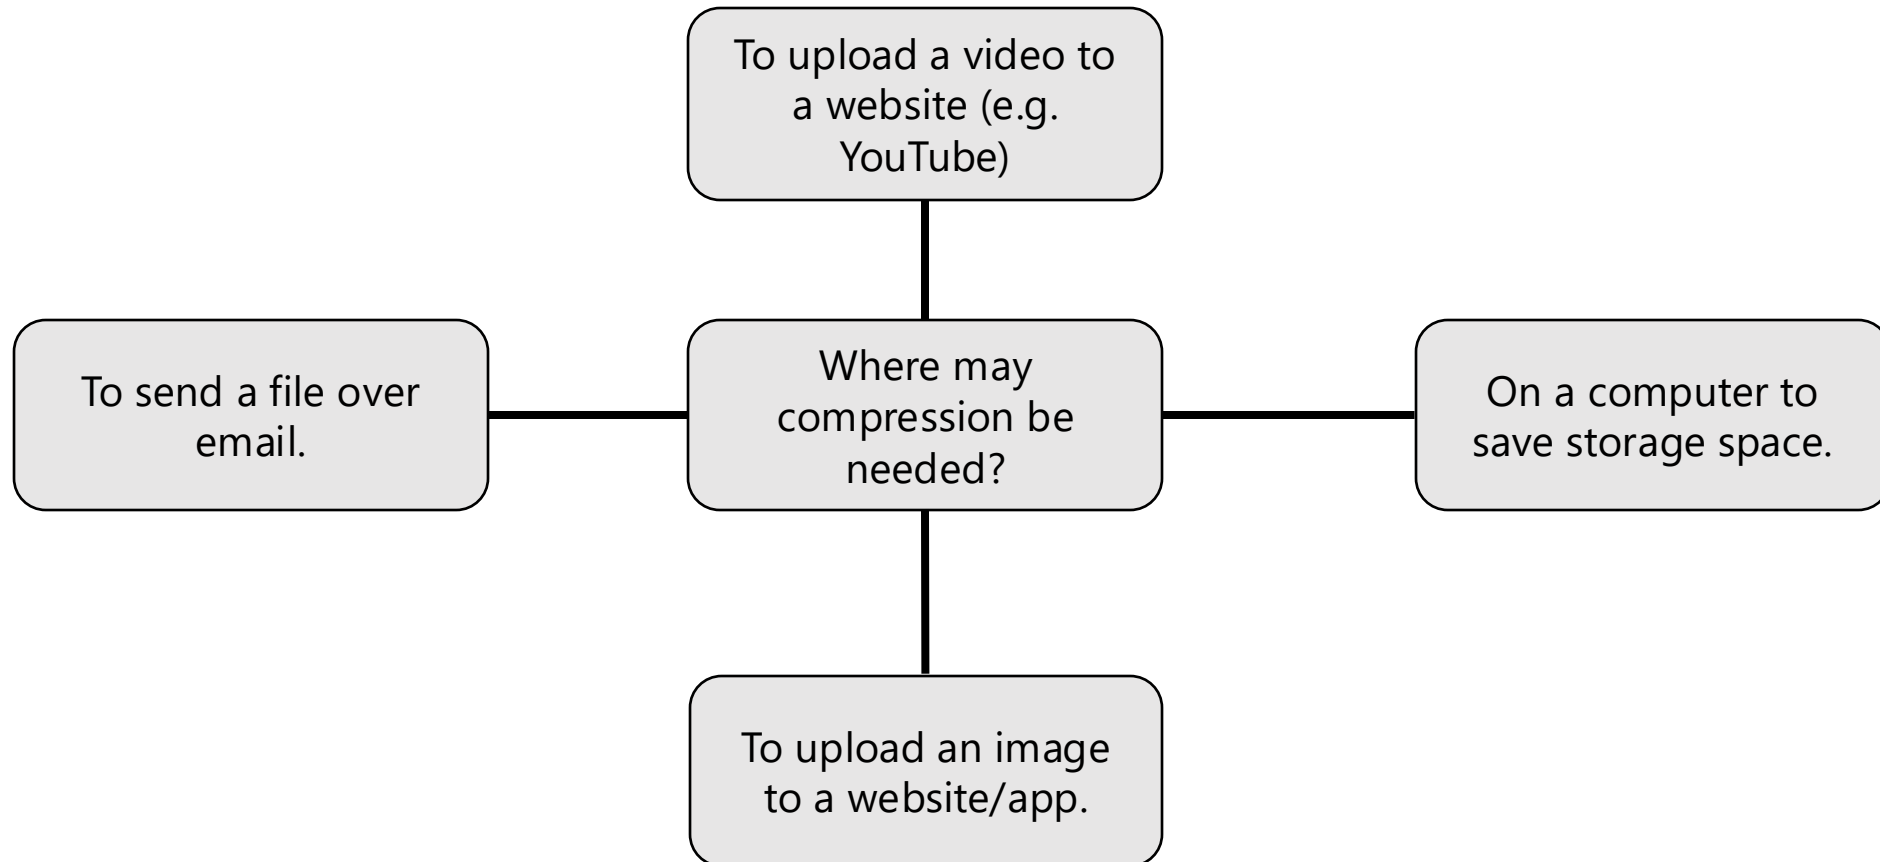 To upload a video to
a website (e.g.
YouTube)
To send a file over
email.
Where may
compression be
needed?
On a computer to
save storage space.
To upload an image
to a website/app.